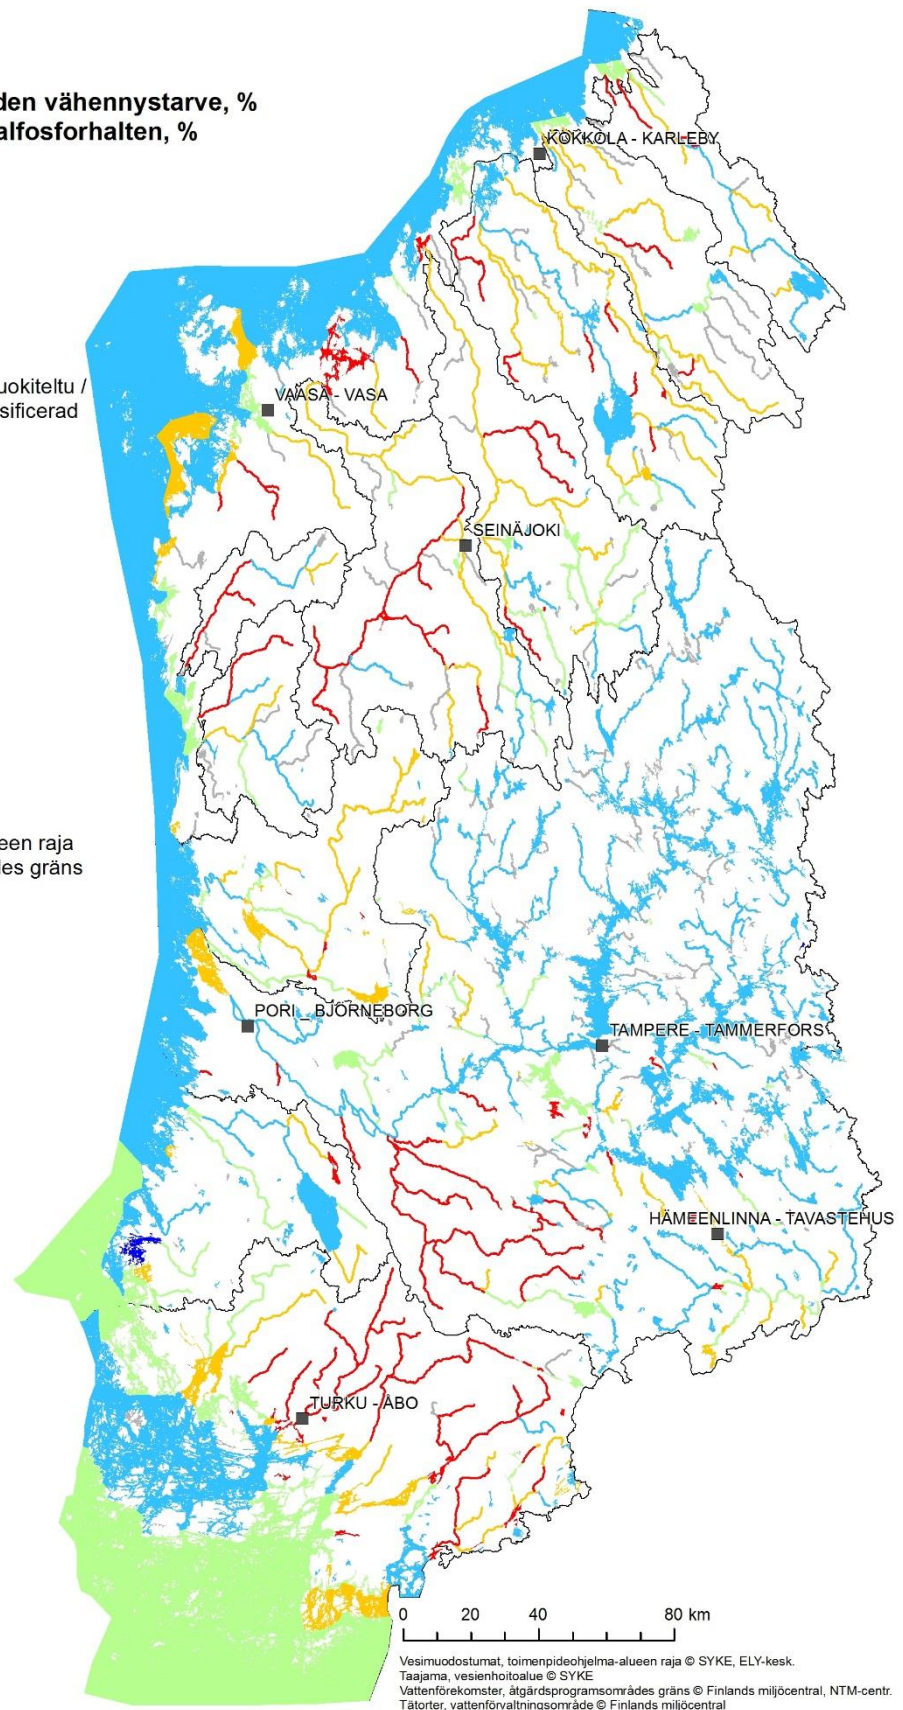 den vähennystarve, %
alfosforhalten, %
KOKKOLA - KARLEBY
uokiteltu /
sificerad
VAASA - VASA
SEINÄJOKI
een raja
les gräns
PORI _ BJÖRNEBORG
TAMPERE - TAMMERFORS
HÄMEENLINNA - TAVASTEHUS
TURKU - ÅBO
0 20 40 80 km
Vesimuodostumat, toimenpideohjelma-alueen raja © SYKE, ELY-kesk.
Taajama, vesienhoitoalue © SYKE
Vattenförekomster, åtgärdsprogramsområdes gräns © Finlands miljöcentral, NTM-centr.
Tätorter, vattenförvaltningsområde © Finlands miljöcentral